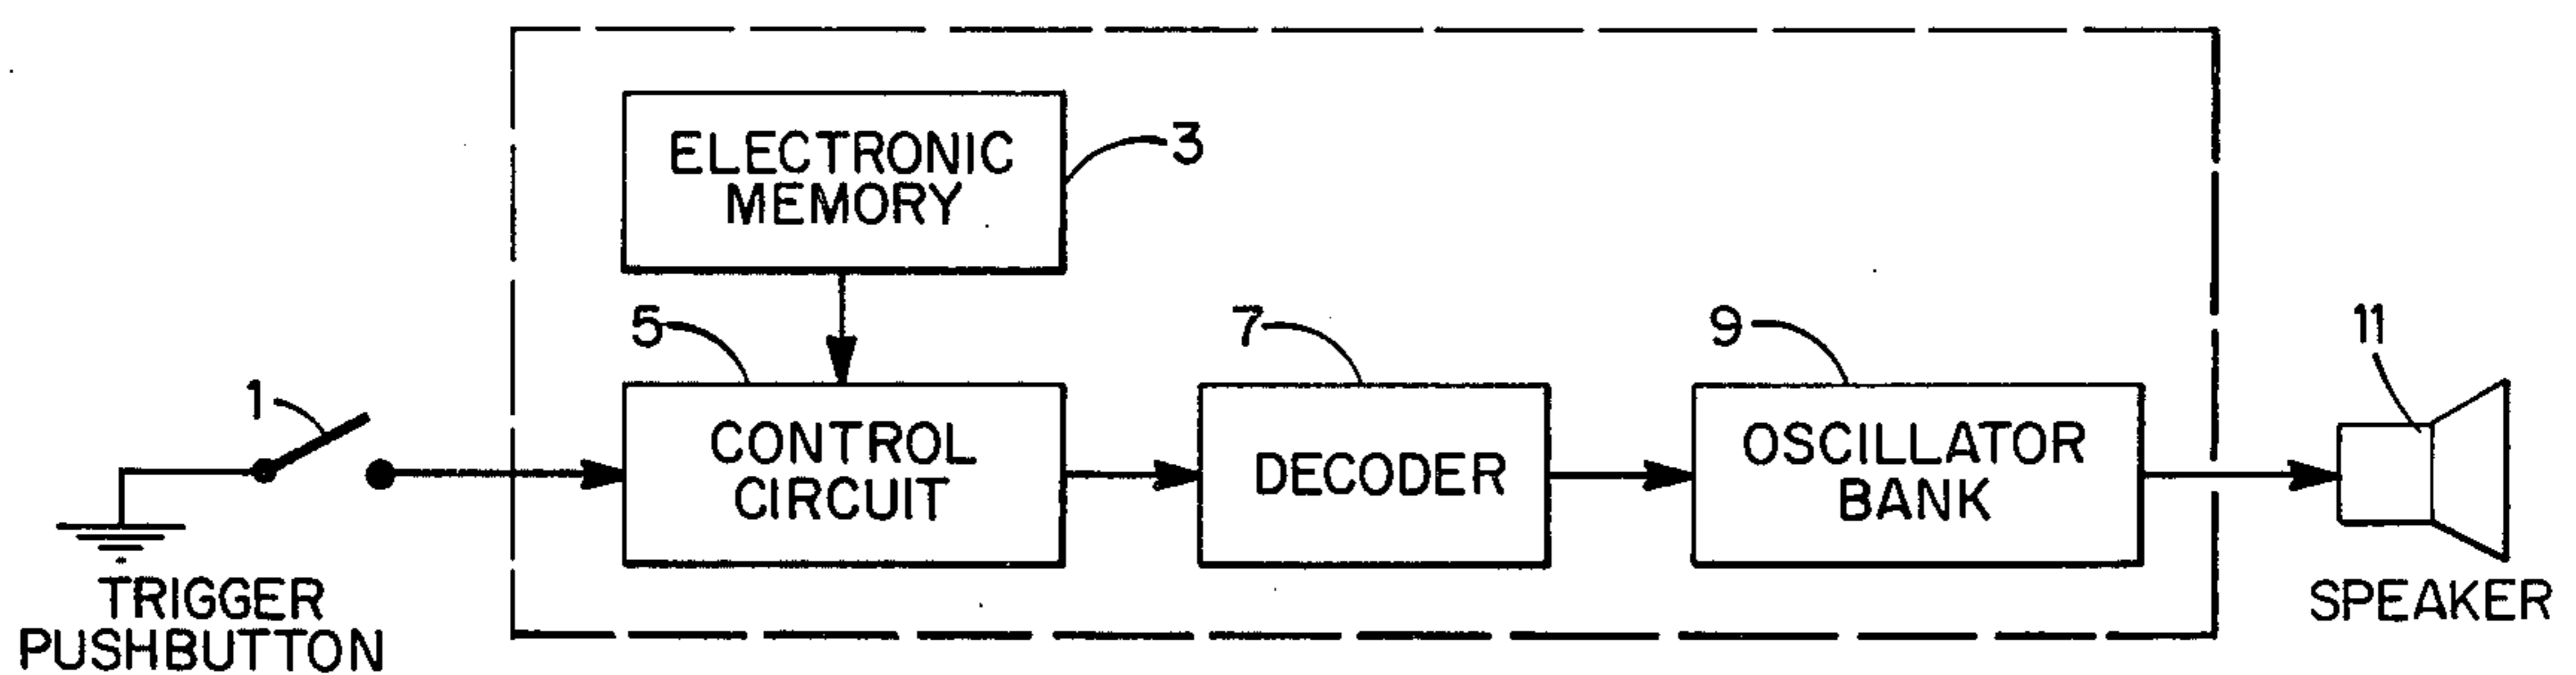 ELECTRONIC
MEMORY
3
5
7
9
11
1
CONTROL
CIRCUIT
DECODER
OSCILLATOR
BANK
TRIGGER
PUSHBUTTON
SPEAKER